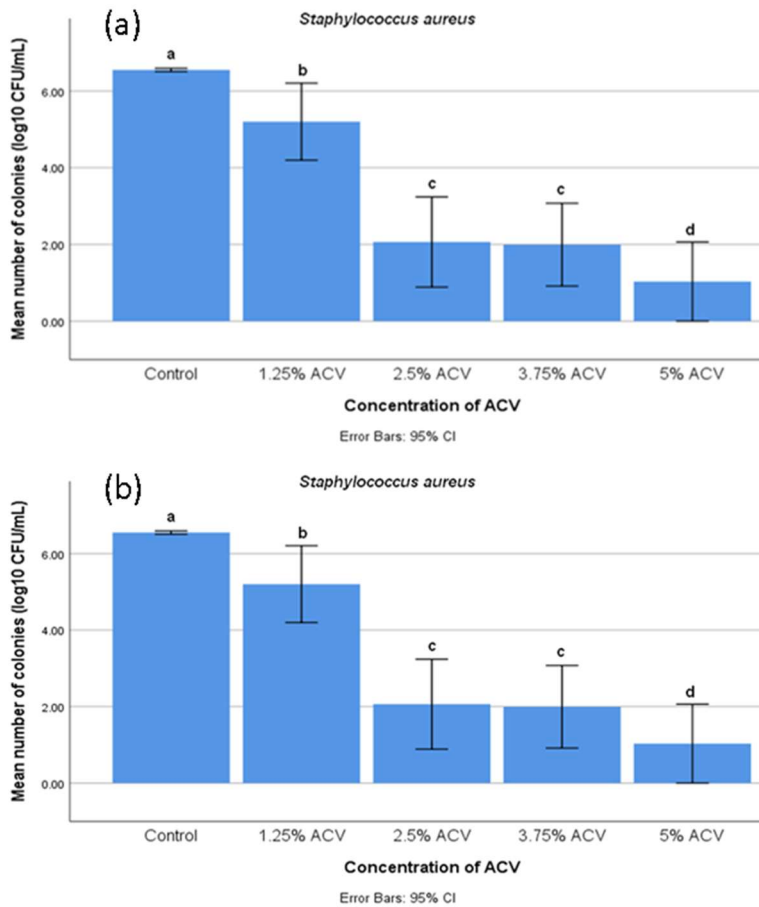 (a)
Staphylococcus aureus
Mean number of colonies (log10 CFU/mL)
6.00
4.00
2.00
0.00
a
b
c
c
d
Control 1.25% ACV 2.5% ACV 3.75% ACV 5% ACV
Concentration of ACV
Error Bars: 95% CI
(b)
Staphylococcus aureus
Mean number of colonies (log10 CFU/mL)
6.00
4.00
2.00
0.00
a
b
c
c
d
Control 1.25% ACV 2.5% ACV 3.75% ACV 5% ACV
Concentration of ACV
Error Bars: 95% CI